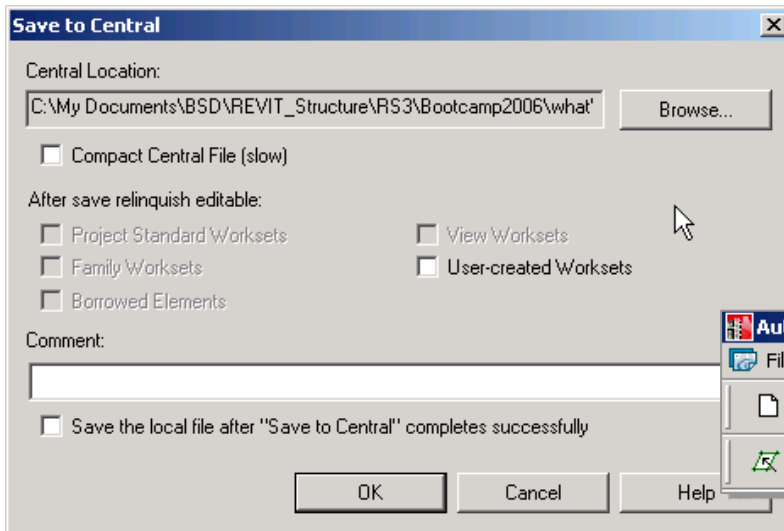 Save to Central
Central Location:
C:\My Documents\BSD\REVIT_Structure\RS3\Bootcamp2006\what'
Browse...
Compact Central File (slow)
After save relinquish editable:
Project Standard Worksets
View Worksets
Family Worksets
User-created Worksets
Borrowed Elements
Au
Comment:
Fil
Save the local file after "Save to Central" completes successfully
OK
Cancel
Help